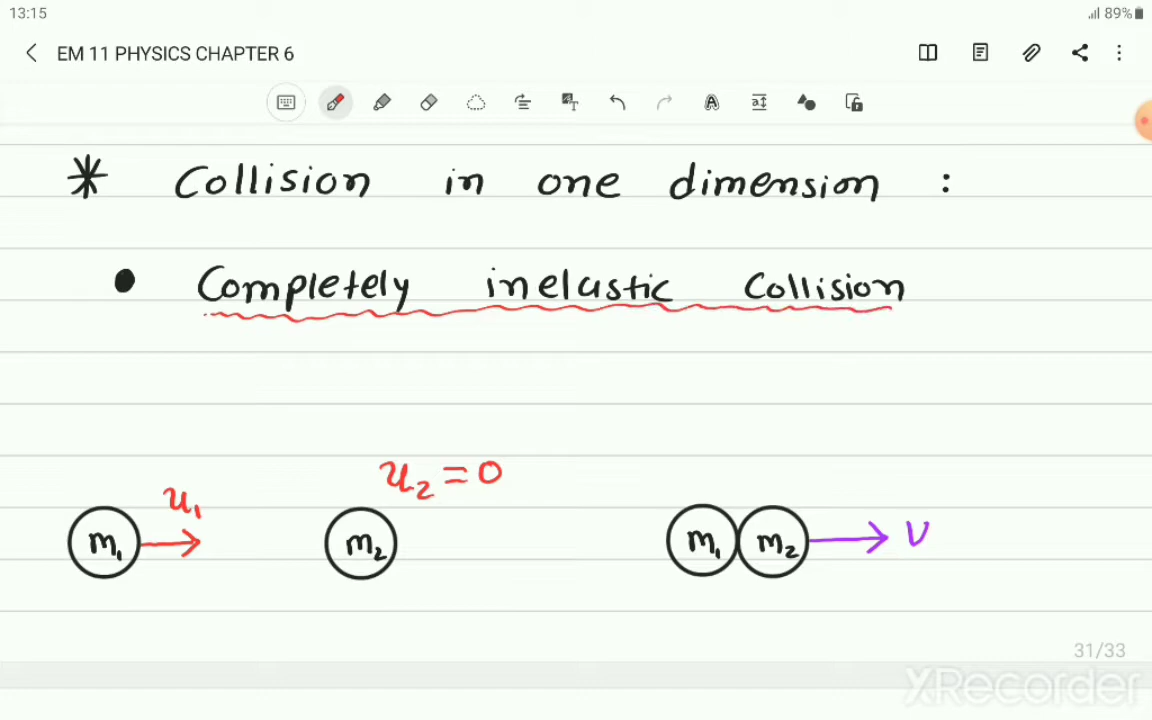 13:15
89%
EM 11 PHYSICS CHAPTER 6
* Collision in one dimension :
• Completely inelastic Collision
u₂ = 0
u₁
m₁ m₂ m₁ m₂ v
31/33
XRecorder